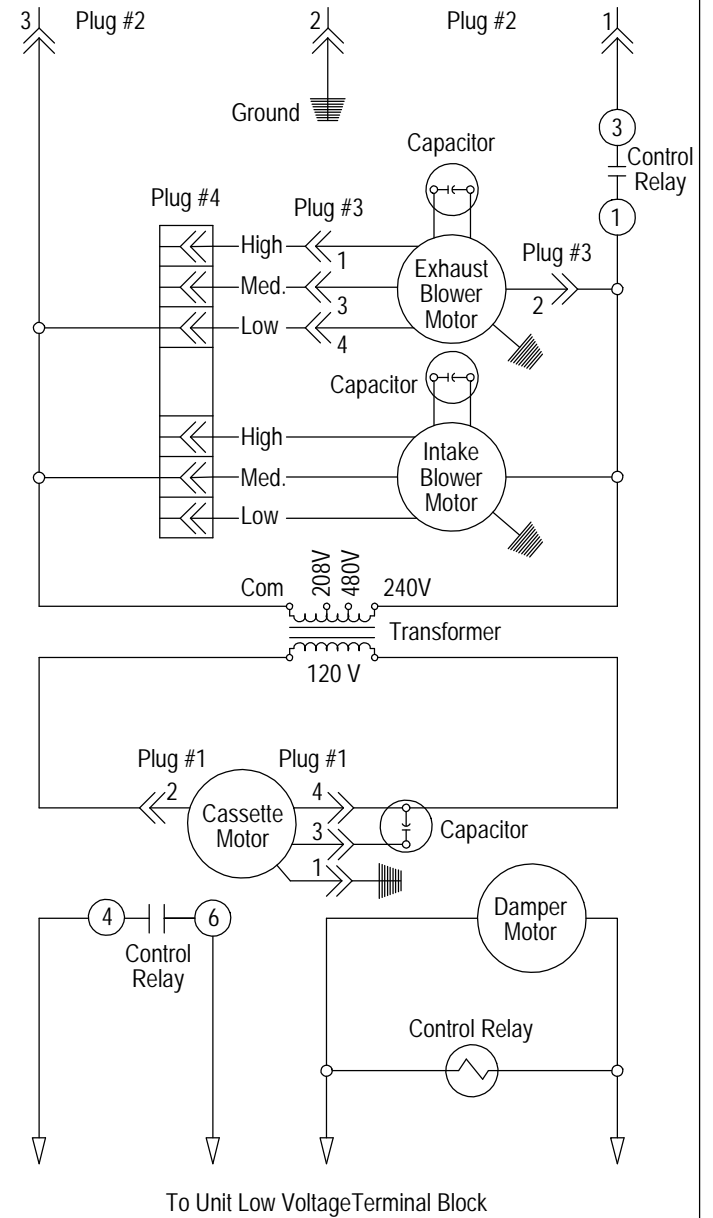 3 Plug #2 2 Plug #2 1
Ground
3
Control
Relay
1
Capacitor
Plug #4 Plug #3
High 1
Med. 3
Low 4
Exhaust
Blower
Motor
Plug #3
2
Capacitor
High
Med.
Low
Intake
Blower
Motor
Com 208V 480V 240V
Transformer
120 V
Plug #1 Plug #1
2
Cassette
Motor
4
3
1
Capacitor
4 6
Control
Relay
Damper
Motor
Control Relay
To Unit Low VoltageTerminal Block